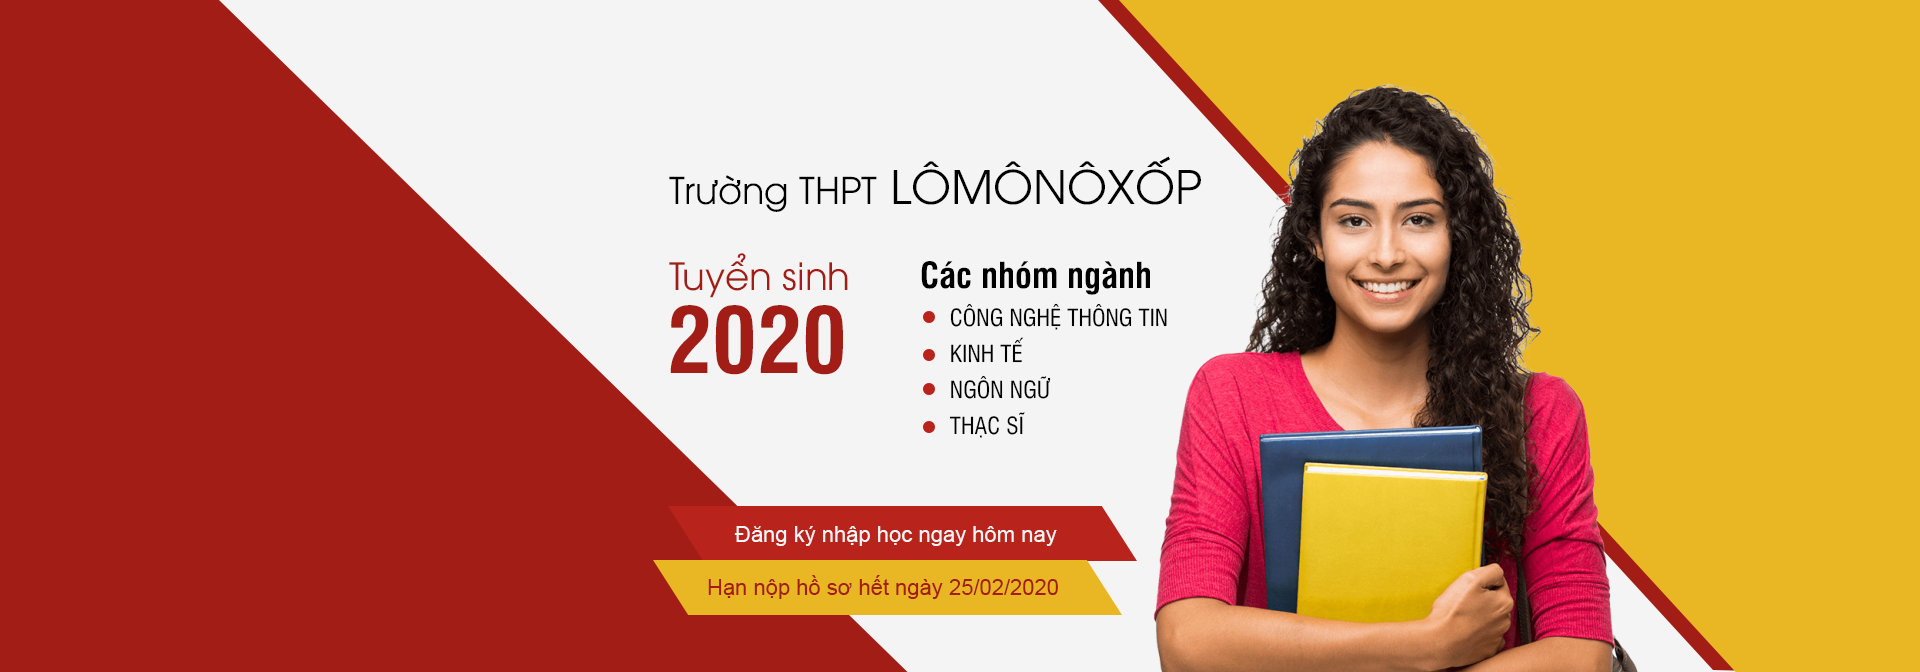 Trường THPT LÔMÔNÔXỐP
Tuyển sinh
2020
Các nhóm ngành
CÔNG NGHỆ THÔNG TIN
KINH TẾ
NGÔN NGỮ
THẠC SĨ
Đăng ký nhập học ngay hôm nay
Hạn nộp hồ sơ hết ngày 25/02/2020